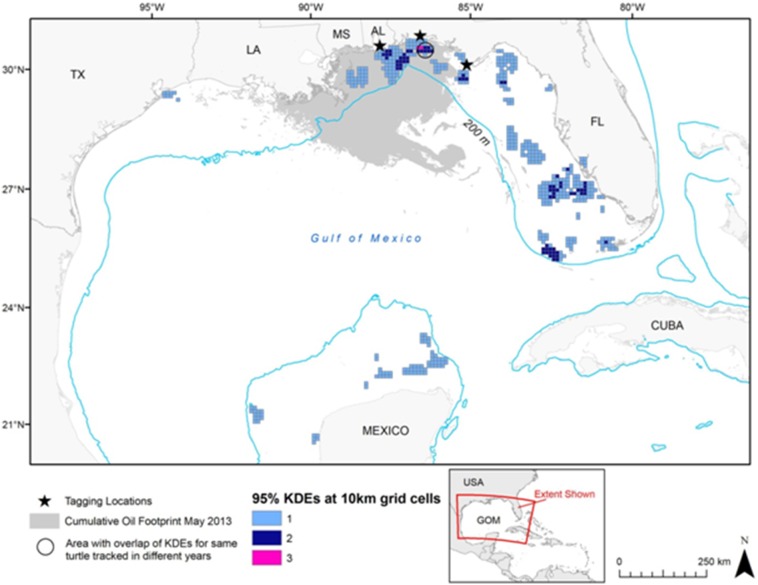 95°W 90°W 85°W 80°W
MS AL
LA
TX
30°N
FL
200 m
27°N
Gulf of Mexico
24°N
CUBA
21°N
MEXICO
Tagging Locations
Cumulative Oil Footprint May 2013
Area with overlap of KDEs for same
turtle tracked in different years
95% KDEs at 10km grid cells
1
2
3
USA
Extent Shown
GOM
N
0 250 km